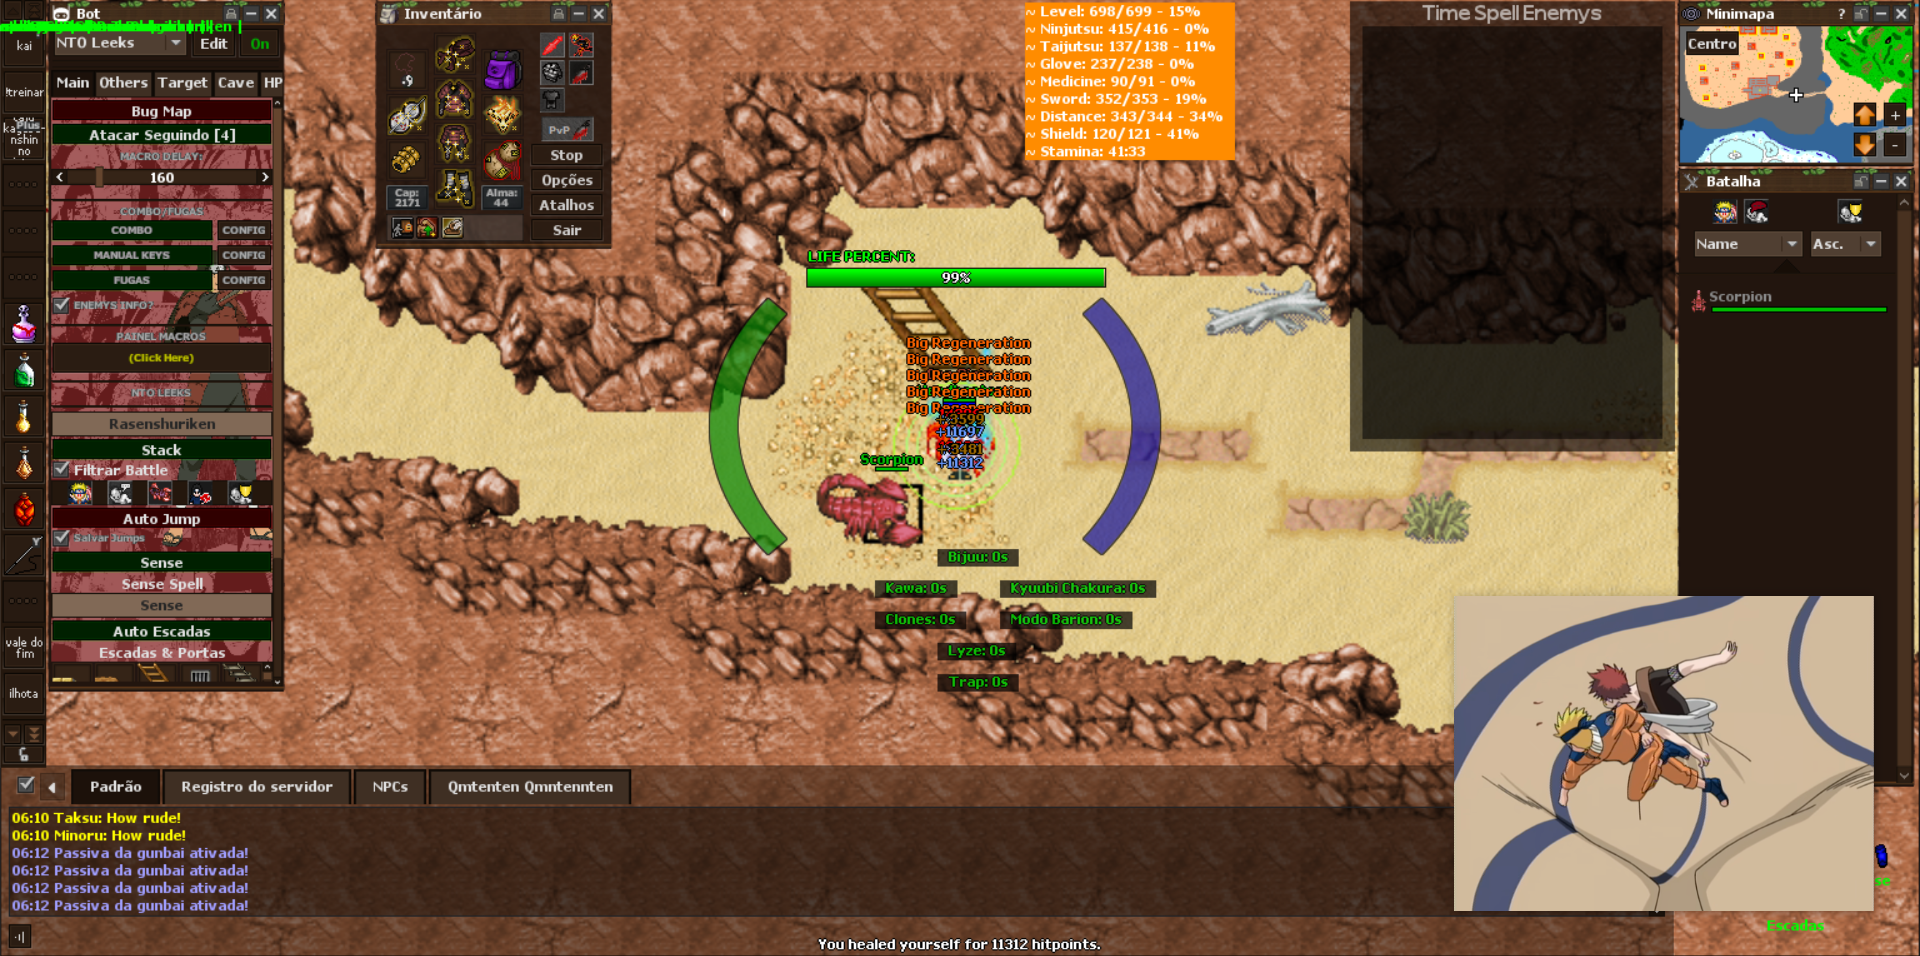 Bot
NTO Leeks
Edit
On
Main
Others
Target
Cave
HP
Bug Map
Atacar Seguindo [4]
MACRO DELAY:
160
COMBO/FUGAS
COMBO
CONFIG
MANUAL KEYS
CONFIG
FUGAS
CONFIG
ENEMYS INFO?
PAINEL MACROS
(Click Here)
NTO LEEKS
Rasenshuriken
Stack
Filtrar Battle
Auto Jump
Salvar Jumps
Sense
Sense Spell
Sense
Auto Escadas
Escadas & Portas
kai
!treinar
nshin
no
vale do
fim
ilhota
Inventário
Cap:
2171
Alma:
44
PvP
Stop
Opções
Atalhos
Sair
~ Level: 698/699 - 15%
~ Ninjutsu: 415/416 - 0%
~ Taijutsu: 137/138 - 11%
~ Glove: 237/238 - 0%
~ Medicine: 90/91 - 0%
~ Sword: 352/353 - 19%
~ Distance: 343/344 - 34%
~ Shield: 120/121 - 41%
~ Stamina: 41:33
Time Spell Enemys
Minimapa
?
Centro
+
-
Batalha
Name
Asc.
Scorpion
LIFE PERCENT:
99%
Big Regeneration
Big Regeneration
Big Regeneration
Big Regeneration
Big Regeneration
+3599
+11697
+3481
+11312
Scorpion
Bijuu: 0s
Kawa: 0s
Kyuubi Chakura: 0s
Clones: 0s
Modo Barion: 0s
Lyze: 0s
Trap: 0s
Padrão
Registro do servidor
NPCs
Qmtenten Qmntennten
06:10 Taksu: How rude!
06:10 Minoru: How rude!
06:12 Passiva da gunbai ativada!
06:12 Passiva da gunbai ativada!
06:12 Passiva da gunbai ativada!
06:12 Passiva da gunbai ativada!
Escadas
You healed yourself for 11312 hitpoints.